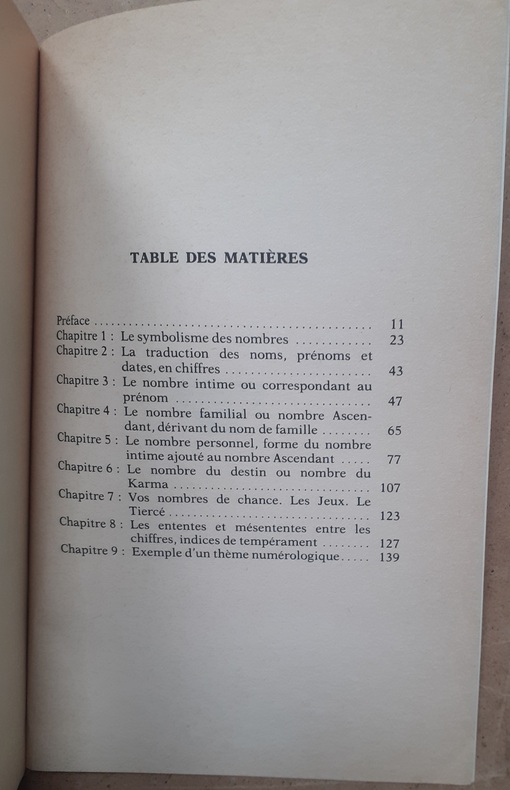 TABLE DES MATIÈRES
Préface ............................................ 11
Chapitre 1 : Le symbolisme des nombres ............ 23
Chapitre 2 : La traduction des noms, prénoms et
dates, en chiffres ....................... 43
Chapitre 3 : Le nombre intime ou correspondant au
prénom ............................... 47
Chapitre 4 : Le nombre familial ou nombre Ascen-
dant, dérivant du nom de famille ........ 65
Chapitre 5 : Le nombre personnel, forme du nombre
intime ajouté au nombre Ascendant ..... 77
Chapitre 6 : Le nombre du destin ou nombre du
Karma ............................... 107
Chapitre 7 : Vos nombres de chance. Les Jeux. Le
Tiercé ................................ 123
Chapitre 8 : Les ententes et mésententes entre les
chiffres, indices de tempérament ........ 127
Chapitre 9 : Exemple d'un thème numérologique ..... 139